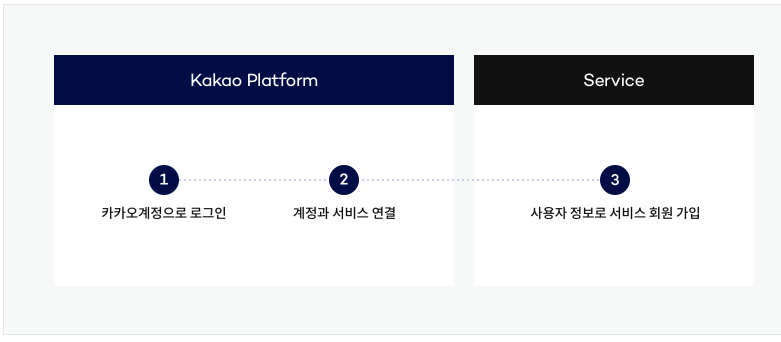 Kakao Platform
Service
1
2
3
카카오계정으로 로그인
계정과 서비스 연결
사용자 정보로 서비스 회원 가입